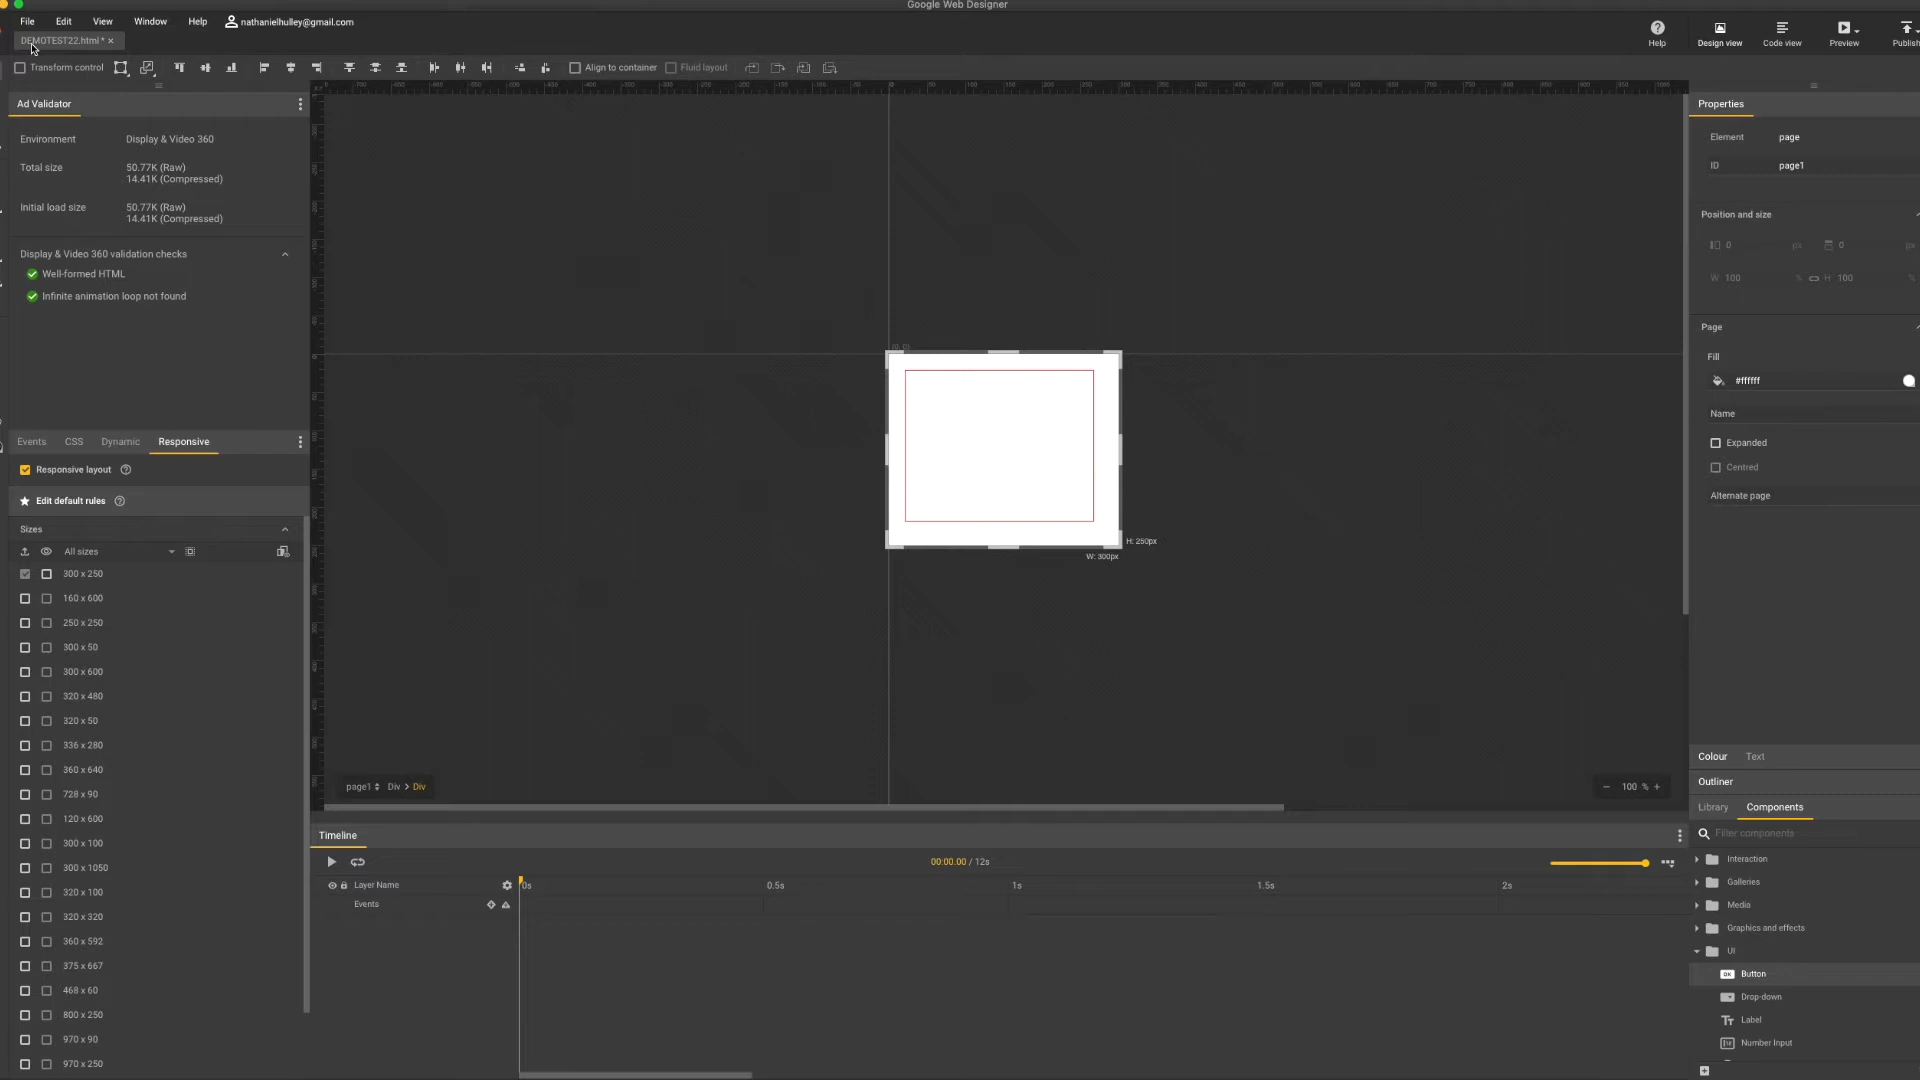 Google Web Designer
File Edit View Window Help nathanielhulley@gmail.com
DEMOTEST22.html * ×
Help Design view Code view Preview Publish
Transform control Align to container Fluid layout
Ad Validator
Environment Display & Video 360
Total size 50.77K (Raw)
14.41K (Compressed)
Initial load size 50.77K (Raw)
14.41K (Compressed)
Display & Video 360 validation checks
Well-formed HTML
Infinite animation loop not found
Events CSS Dynamic Responsive
Responsive layout
Edit default rules
Sizes
All sizes
300 x 250
160 x 600
250 x 250
300 x 50
300 x 600
320 x 480
320 x 50
336 x 280
360 x 640
728 x 90
120 x 600
300 x 100
300 x 1050
320 x 100
320 x 320
360 x 592
375 x 667
468 x 60
800 x 250
970 x 90
970 x 250
(0, 0)
H: 250px
W: 300px
page1 Div > Div
− 100 % +
Timeline
00:00.00 / 12s
Layer Name 0s 0.5s 1s 1.5s 2s
Events
Properties
Element page
ID page1
Position and size
0 px 0 px
W 100 % H 100 %
Page
Fill
#ffffff
Name
Expanded
Centred
Alternate page
Colour Text
Outliner
Library Components
Filter components
Interaction
Galleries
Media
Graphics and effects
UI
OK Button
Drop-down
Label
Number Input